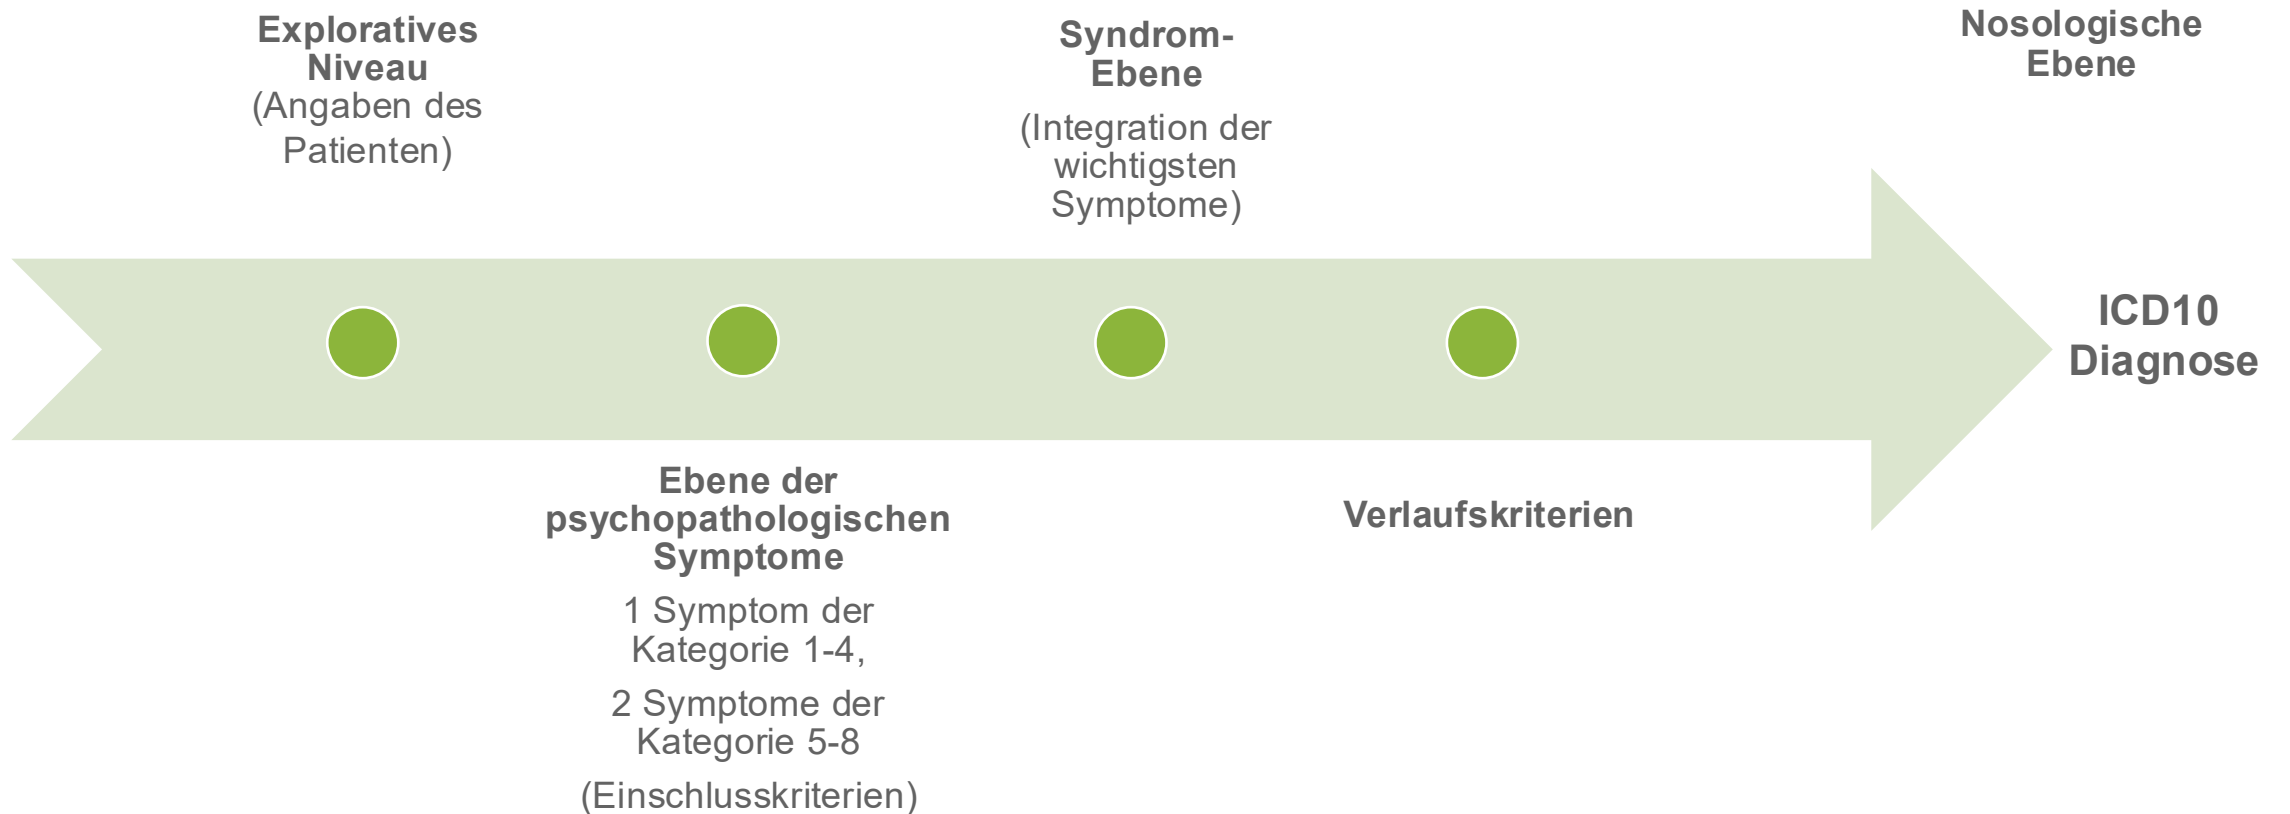 Exploratives
Niveau
(Angaben des
Patienten)
Ebene der
psychopathologischen
Symptome
1 Symptom der
Kategorie 1-4,
2 Symptome der
Kategorie 5-8
(Einschlusskriterien)
Syndrom-
Ebene
(Integration der
wichtigsten
Symptome)
Verlaufskriterien
Nosologische
Ebene
ICD10
Diagnose